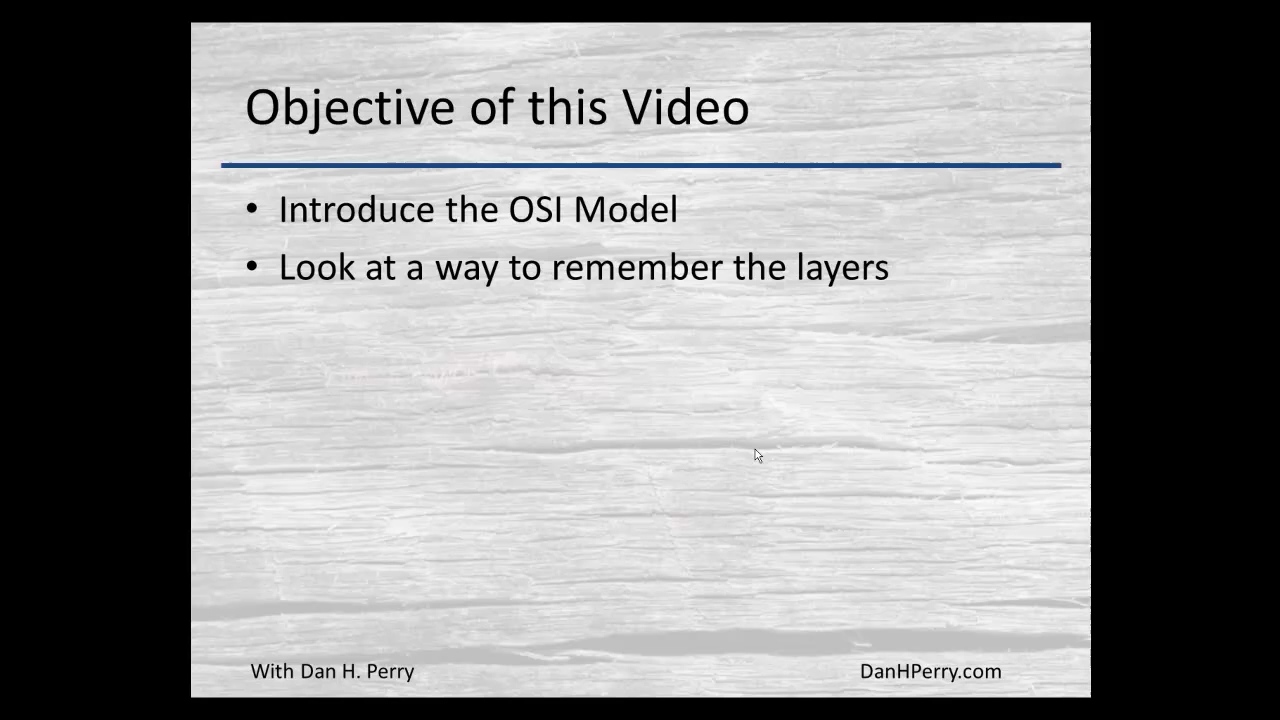 Objective of this Video
• Introduce the OSI Model
• Look at a way to remember the layers
With Dan H. Perry
DanHPerry.com